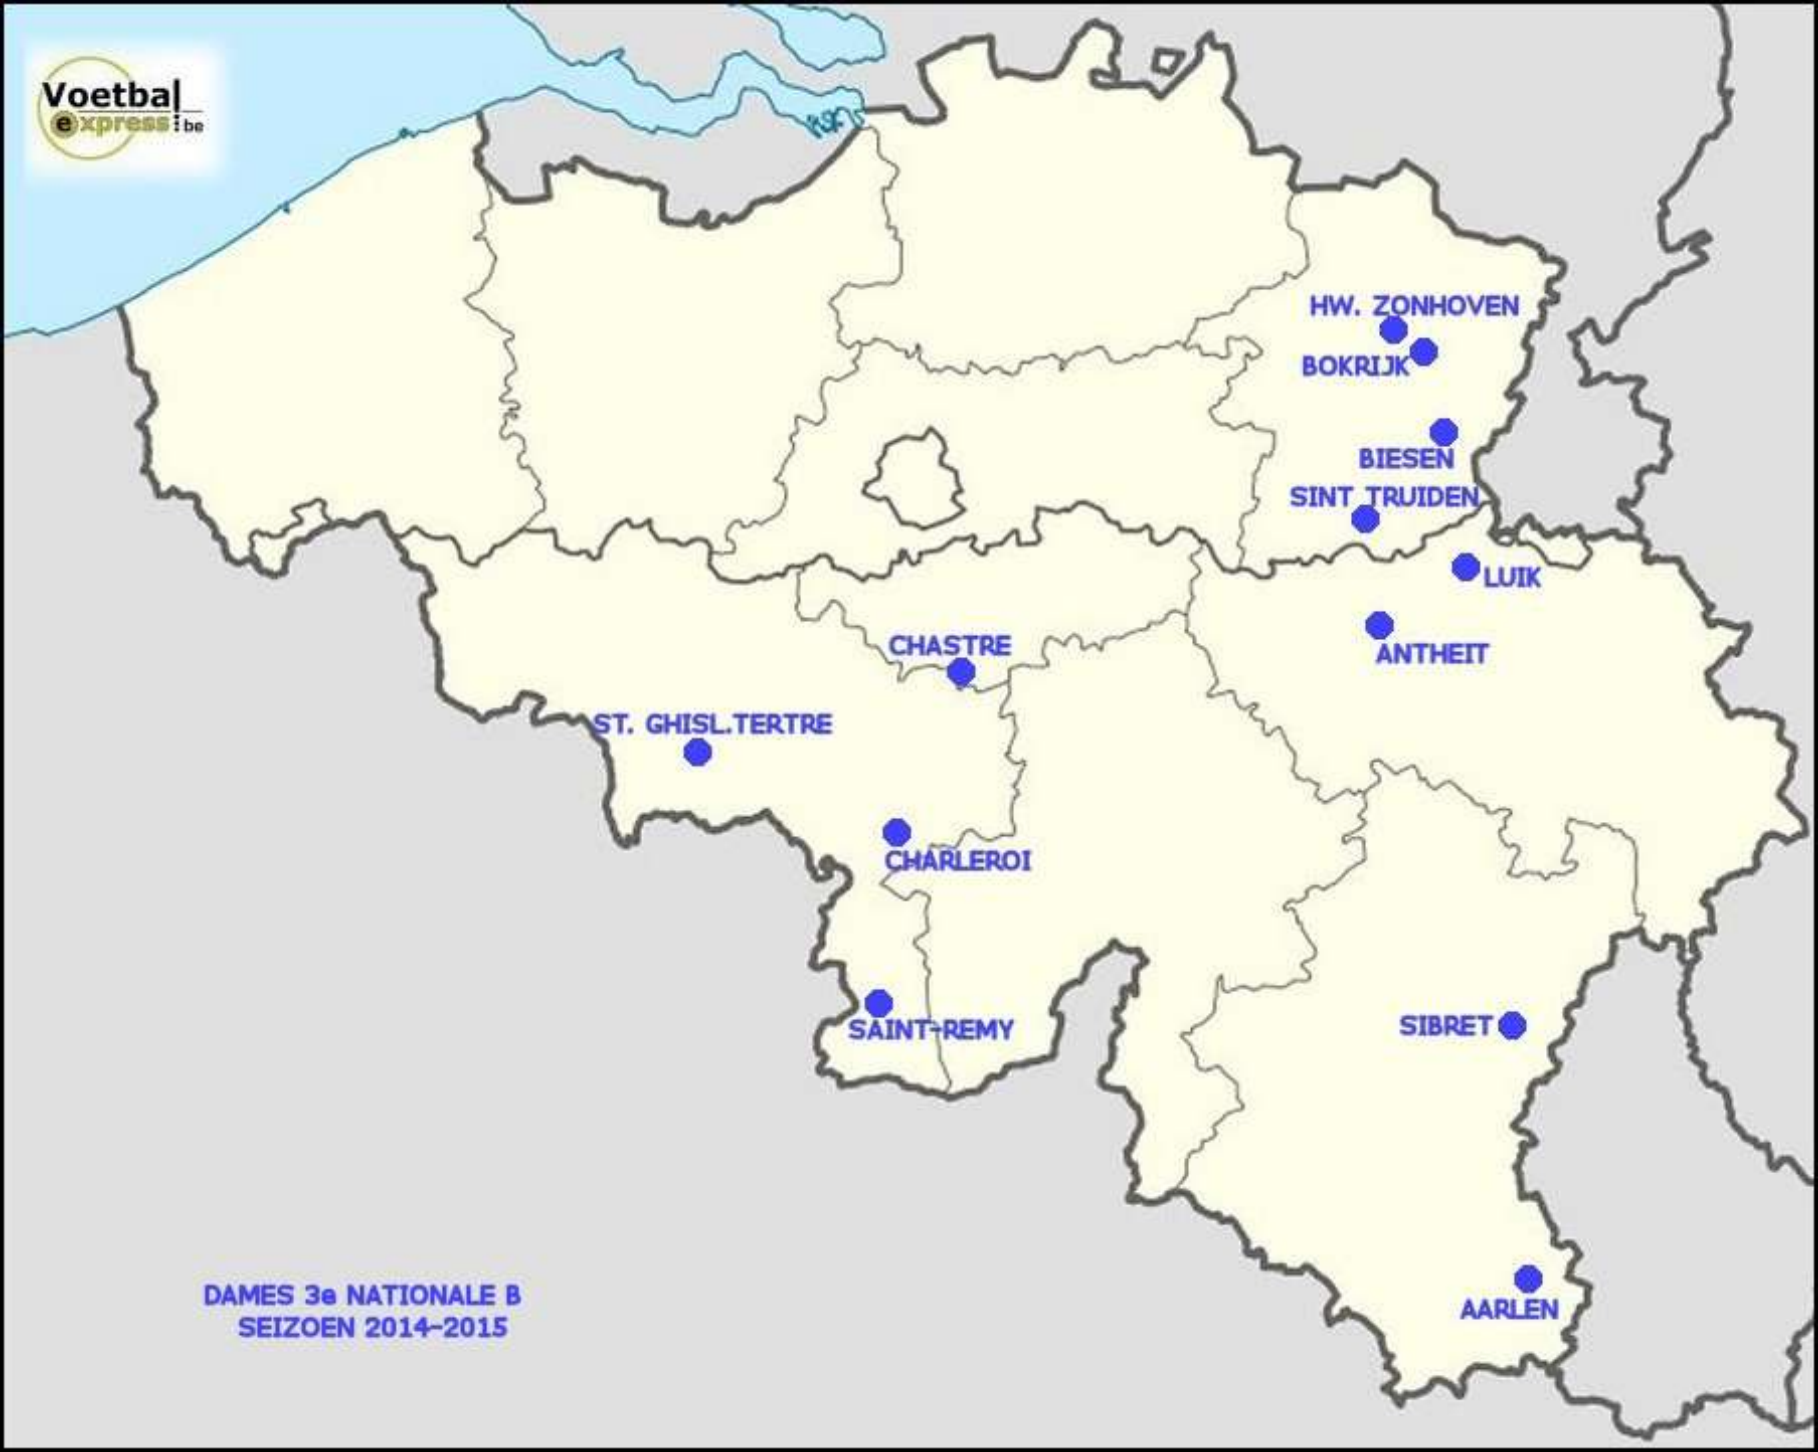 Voetbal
express.be
HW. ZONHOVEN
BOKRIJK
BIESEN
SINT TRUIDEN
LUIK
ANTHEIT
CHASTRE
ST. GHISL.TERTRE
CHARLEROI
SAINT-REMY
SIBRET
AARLEN
DAMES 3e NATIONALE B
SEIZOEN 2014-2015